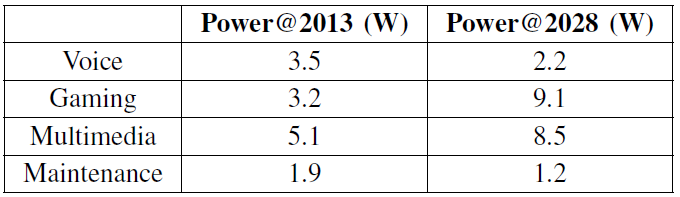 Power@2013 (W) Power@2028 (W)
Voice 3.5 2.2
Gaming 3.2 9.1
Multimedia 5.1 8.5
Maintenance 1.9 1.2